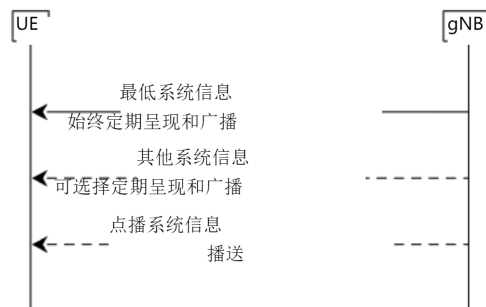 UE
gNB
最低系统信息
始终定期呈现和广播
其他系统信息
可选择定期呈现和广播
点播系统信息
播送